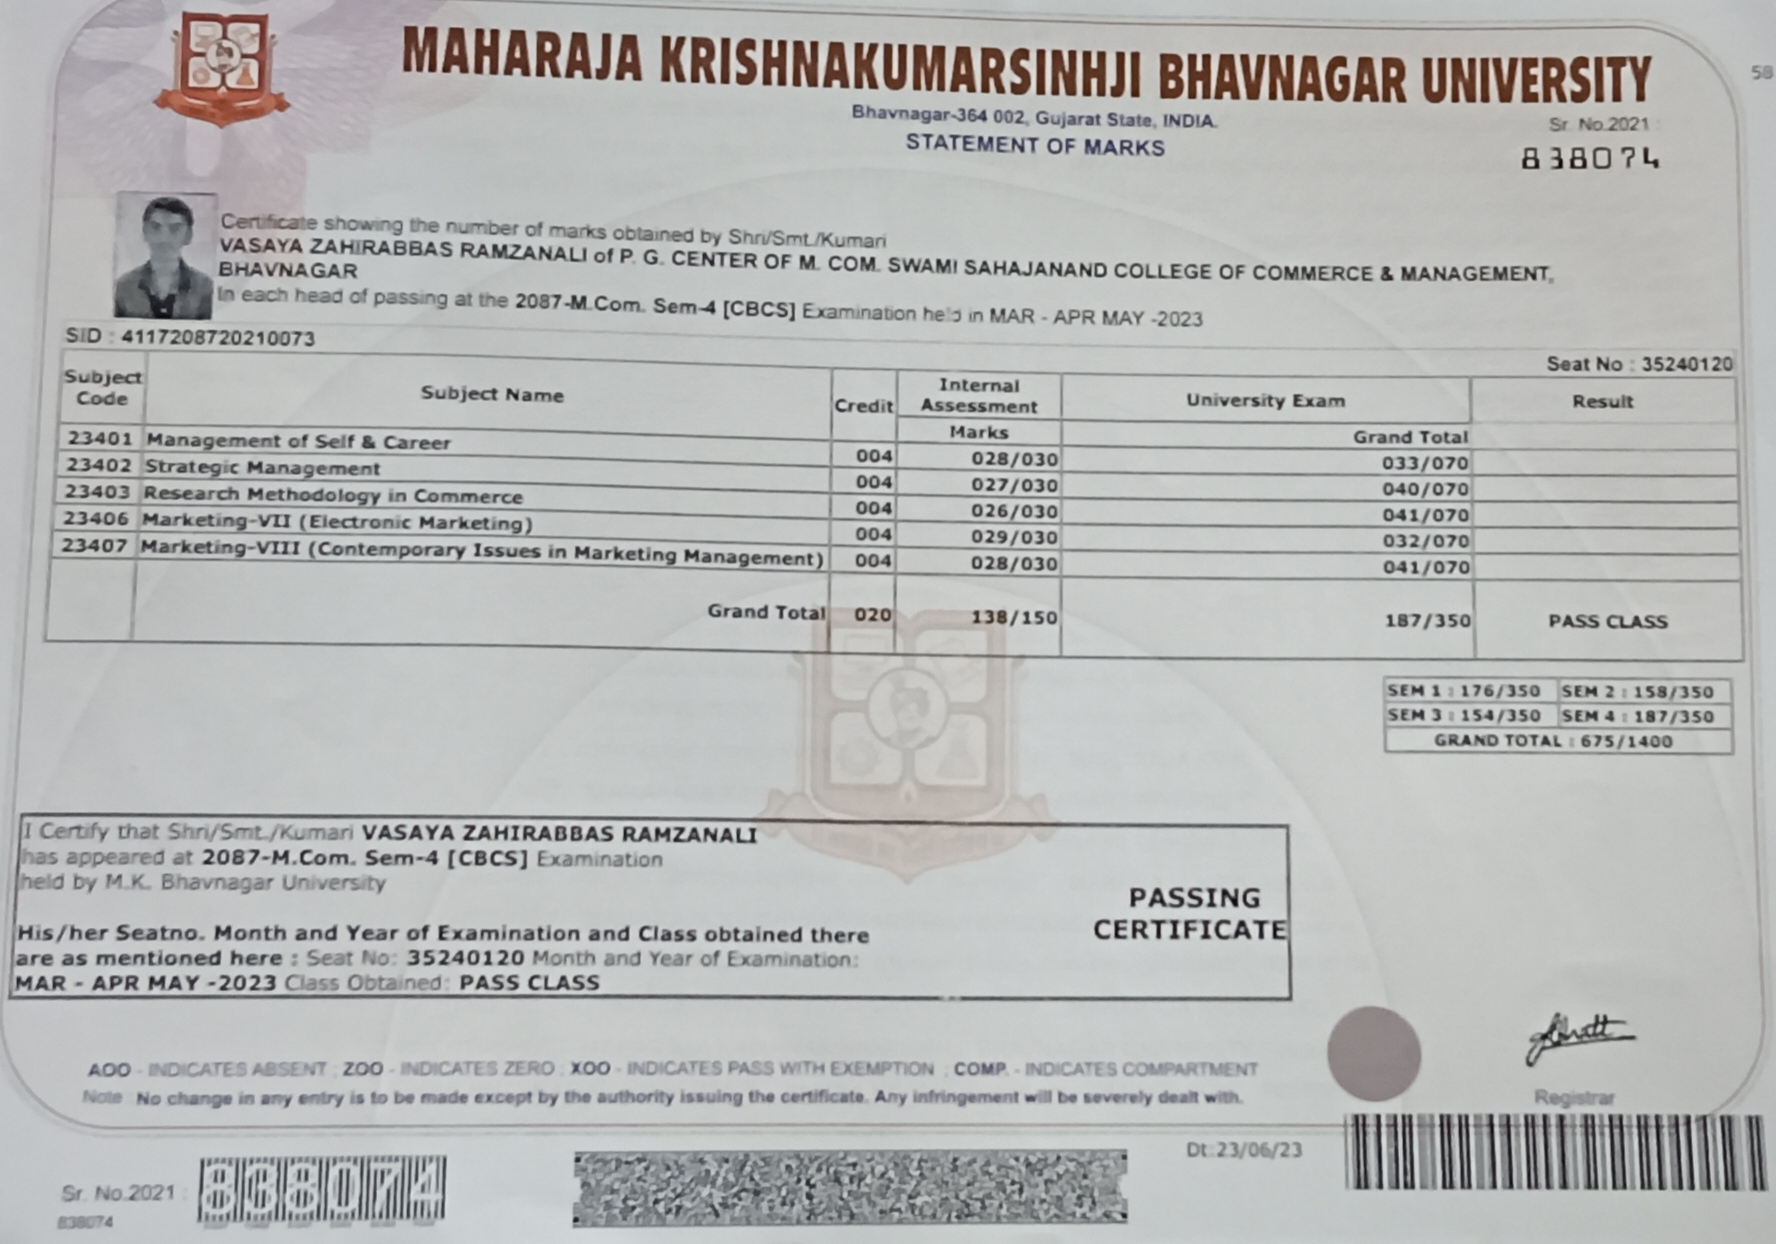 MAHARAJA KRISHNAKUMARSINHJI BHAVNAGAR UNIVERSITY
58
Bhavnagar-364 002, Gujarat State, INDIA.
STATEMENT OF MARKS
Sr. No.2021 :
838074
Certificate showing the number of marks obtained by Shri/Smt./Kumari
VASAYA ZAHIRABBAS RAMZANALI of P. G. CENTER OF M. COM. SWAMI SAHAJANAND COLLEGE OF COMMERCE & MANAGEMENT,
BHAVNAGAR
In each head of passing at the 2087-M.Com. Sem-4 [CBCS] Examination held in MAR - APR MAY -2023
SID : 4117208720210073
Seat No : 35240120
Subject Code Subject Name Credit Internal Assessment University Exam Result
Marks Grand Total
23401 Management of Self & Career 004 028/030 033/070
23402 Strategic Management 004 027/030 040/070
23403 Research Methodology in Commerce 004 026/030 041/070
23406 Marketing-VII (Electronic Marketing) 004 029/030 032/070
23407 Marketing-VIII (Contemporary Issues in Marketing Management) 004 028/030 041/070
Grand Total 020 138/150 187/350 PASS CLASS
SEM 1 : 176/350 SEM 2 : 158/350
SEM 3 : 154/350 SEM 4 : 187/350
GRAND TOTAL : 675/1400
I Certify that Shri/Smt./Kumari VASAYA ZAHIRABBAS RAMZANALI
has appeared at 2087-M.Com. Sem-4 [CBCS] Examination
held by M.K. Bhavnagar University
PASSING
CERTIFICATE
His/her Seatno. Month and Year of Examination and Class obtained there
are as mentioned here : Seat No: 35240120 Month and Year of Examination:
MAR - APR MAY -2023 Class Obtained: PASS CLASS
AOO - INDICATES ABSENT ; ZOO - INDICATES ZERO ; XOO - INDICATES PASS WITH EXEMPTION ; COMP. - INDICATES COMPARTMENT
Note : No change in any entry is to be made except by the authority issuing the certificate. Any infringement will be severely dealt with.
Registrar
Dt:23/06/23
Sr. No.2021 :
838074